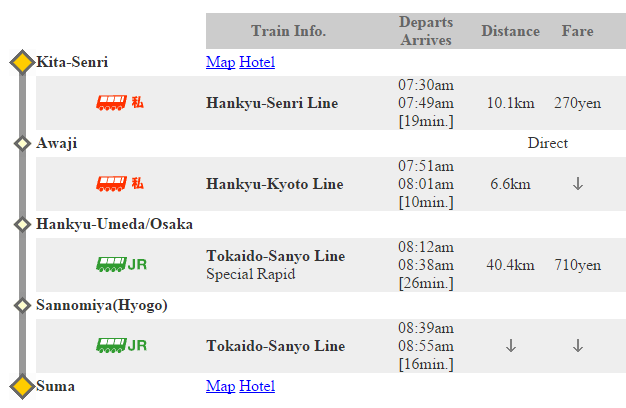 Train Info. Departs Arrives Distance Fare
Kita-Senri Map Hotel
07:30am
私 Hankyu-Senri Line 07:49am 10.1km 270yen
[19min.]
Awaji Direct
07:51am
私 Hankyu-Kyoto Line 08:01am 6.6km ↓
[10min.]
Hankyu-Umeda/Osaka
08:12am
JR Tokaido-Sanyo Line 08:38am 40.4km 710yen
Special Rapid [26min.]
Sannomiya(Hyogo)
08:39am
JR Tokaido-Sanyo Line 08:55am ↓ ↓
[16min.]
Suma Map Hotel